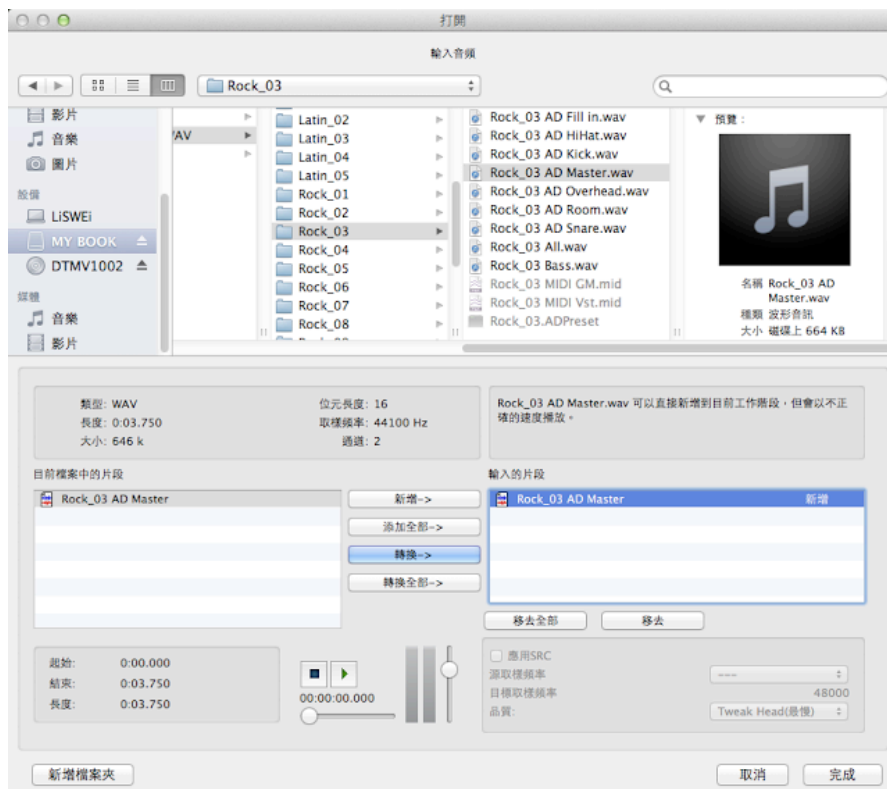 打開
輸入音頻
Rock_03
影片
音樂
圖片
設備
LiSWEi
MY BOOK
DTMV1002
媒體
音樂
影片
AV
Latin_02
Latin_03
Latin_04
Latin_05
Rock_01
Rock_02
Rock_03
Rock_04
Rock_05
Rock_06
Rock_07
Rock_08
Rock_03 AD Fill in.wav
Rock_03 AD HiHat.wav
Rock_03 AD Kick.wav
Rock_03 AD Master.wav
Rock_03 AD Overhead.wav
Rock_03 AD Room.wav
Rock_03 AD Snare.wav
Rock_03 All.wav
Rock_03 Bass.wav
Rock_03 MIDI GM.mid
Rock_03 MIDI Vst.mid
Rock_03.ADPreset
預覽：
名稱 Rock_03 AD
Master.wav
種類 波形音訊
大小 磁碟上 664 KB
類型: WAV
長度: 0:03.750
大小: 646 k
位元長度: 16
取樣頻率: 44100 Hz
通道: 2
Rock_03 AD Master.wav 可以直接新增到目前工作階段，但會以不正
確的速度播放。
目前檔案中的片段
Rock_03 AD Master
新增->
添加全部->
轉換->
轉換全部->
輸入的片段
Rock_03 AD Master 新增
移去全部 移去
起始: 0:00.000
結束: 0:03.750
長度: 0:03.750
00:00:00.000
應用SRC
源取樣頻率 ---
目標取樣頻率 48000
品質: Tweak Head(最慢)
新增檔案夾 取消 完成